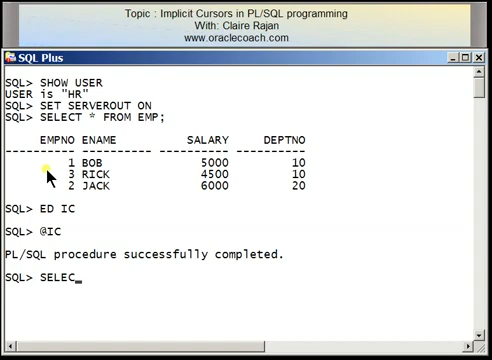 Topic : Implicit Cursors in PL/SQL programming
With: Claire Rajan
www.oraclecoach.com
SQL Plus
SQL> SHOW USER
USER is "HR"
SQL> SET SERVEROUT ON
SQL> SELECT * FROM EMP;
EMPNO ENAME SALARY DEPTNO
---------- ---------- ---------- ----------
1 BOB 5000 10
3 RICK 4500 10
2 JACK 6000 20
SQL> ED IC
SQL> @IC
PL/SQL procedure successfully completed.
SQL> SELEC_